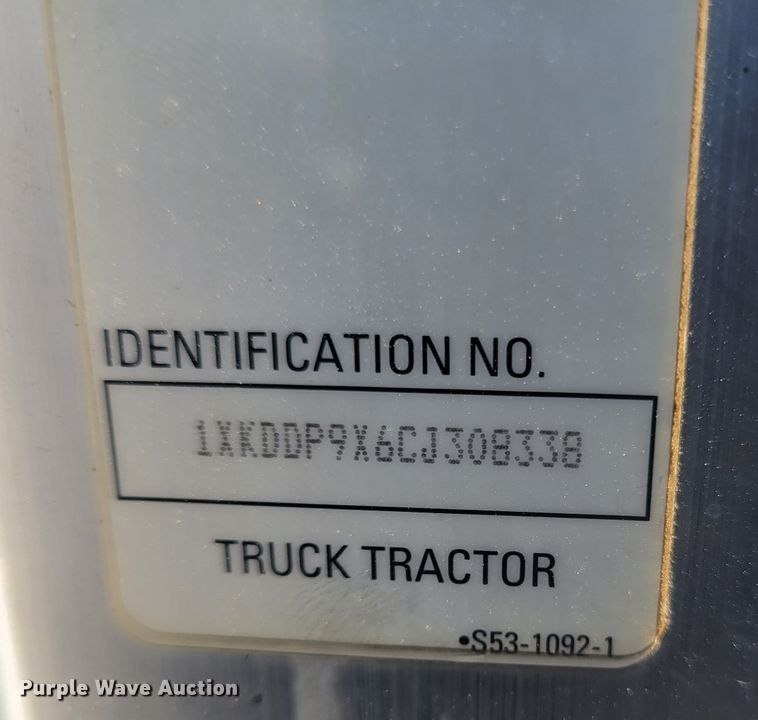 IDENTIFICATION NO.
1XKDDP9X6CJ308338
TRUCK TRACTOR
•S53-1092-1
Purple Wave Auction